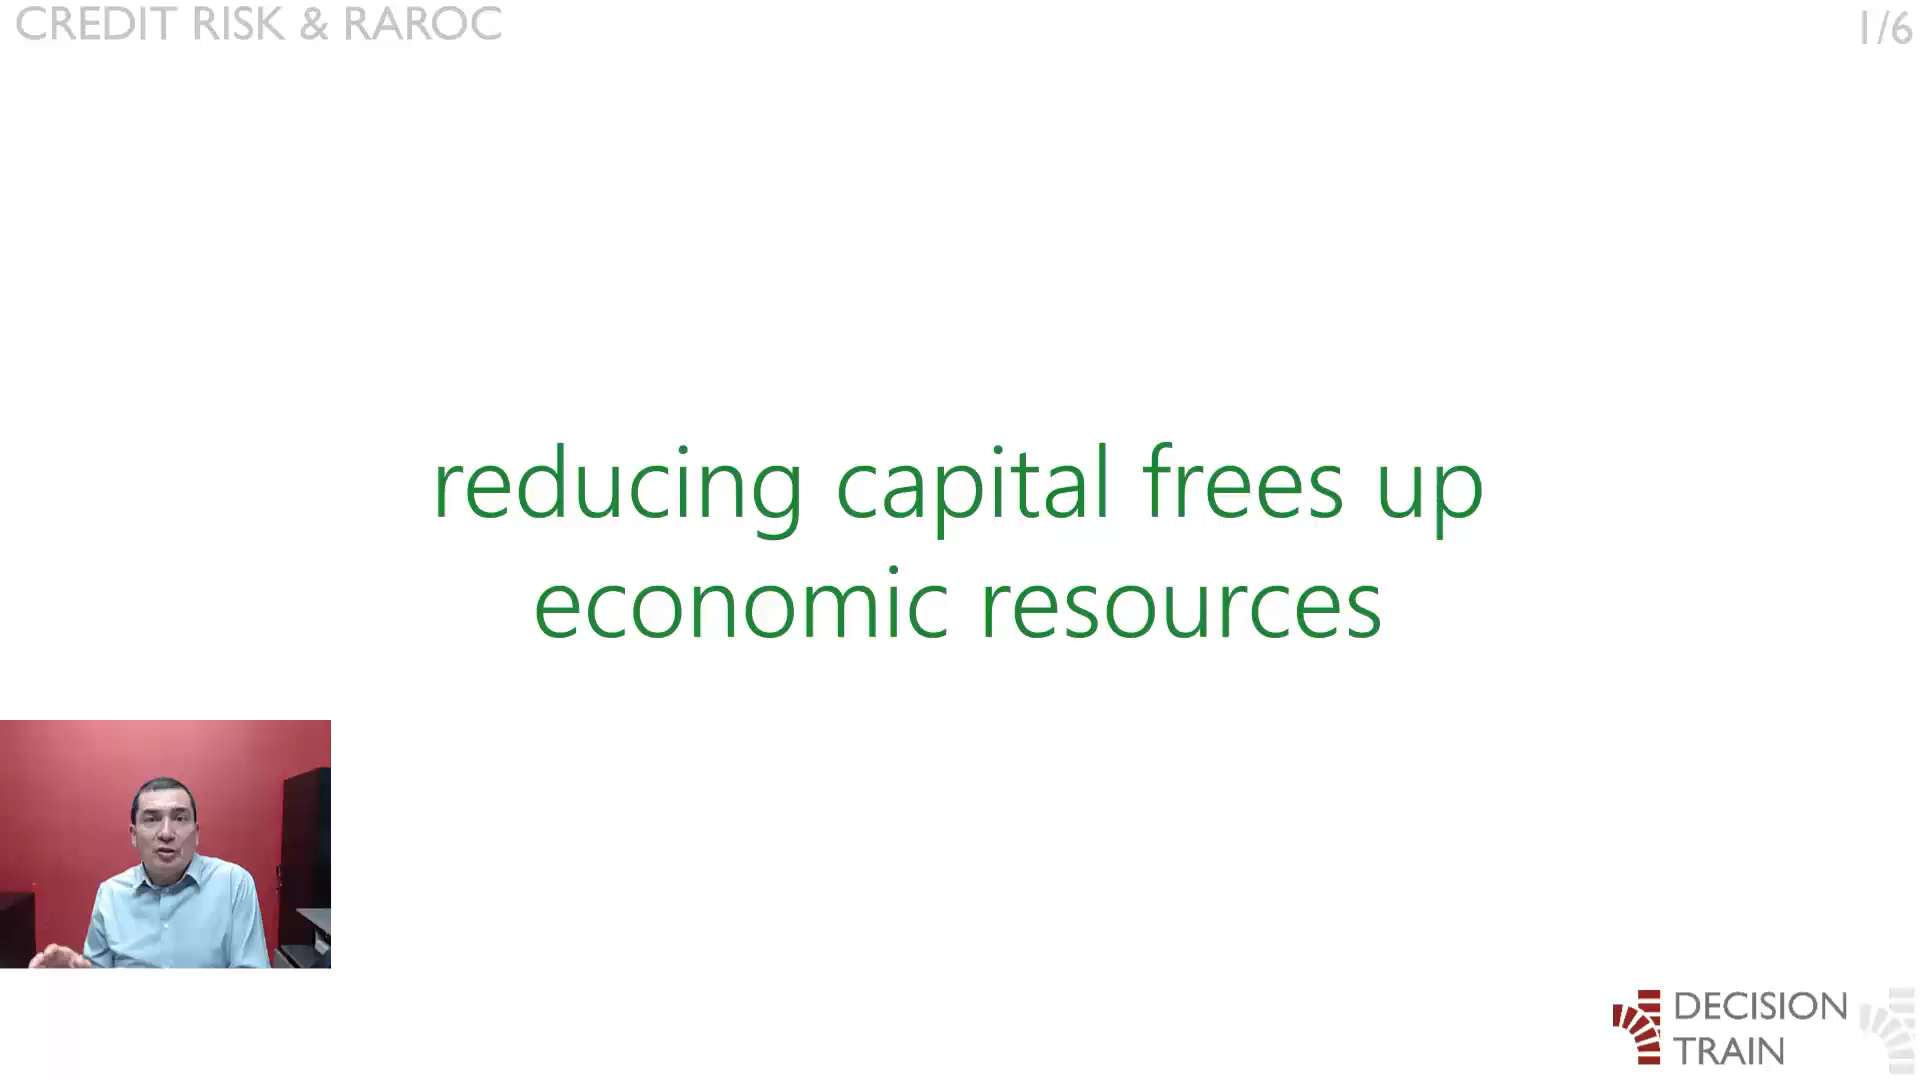 CREDIT RISK & RAROC
1/6
reducing capital frees up
economic resources
DECISION
TRAIN